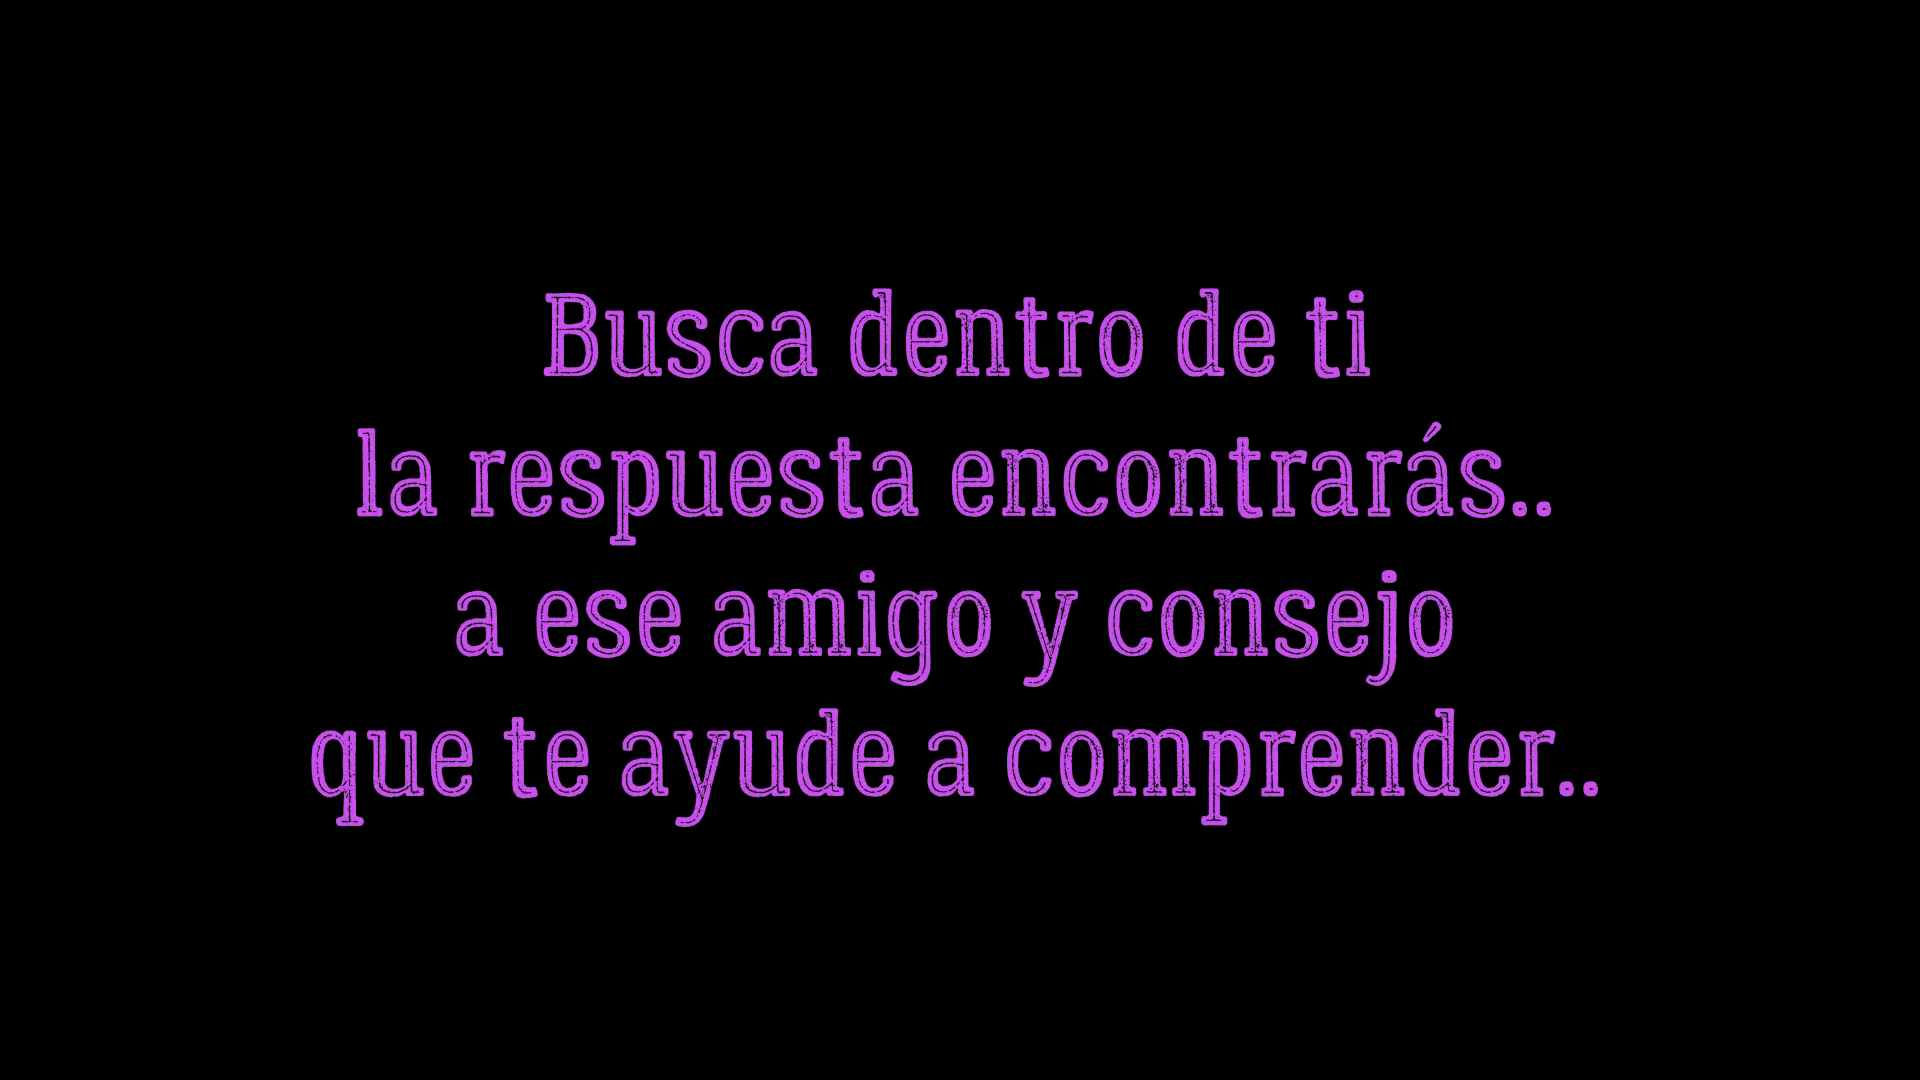 Busca dentro de ti
la respuesta encontrarás..
a ese amigo y consejo
que te ayude a comprender..